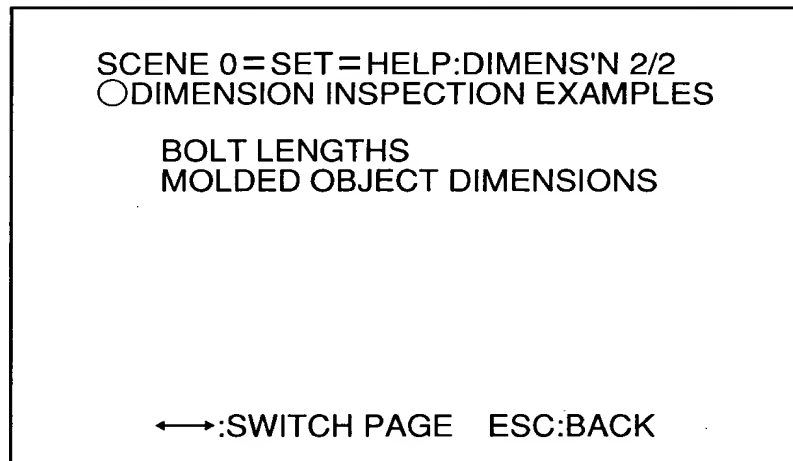 SCENE 0=SET=HELP:DIMENS'N 2/2
○DIMENSION INSPECTION EXAMPLES
BOLT LENGTHS
MOLDED OBJECT DIMENSIONS
←→:SWITCH PAGE ESC:BACK